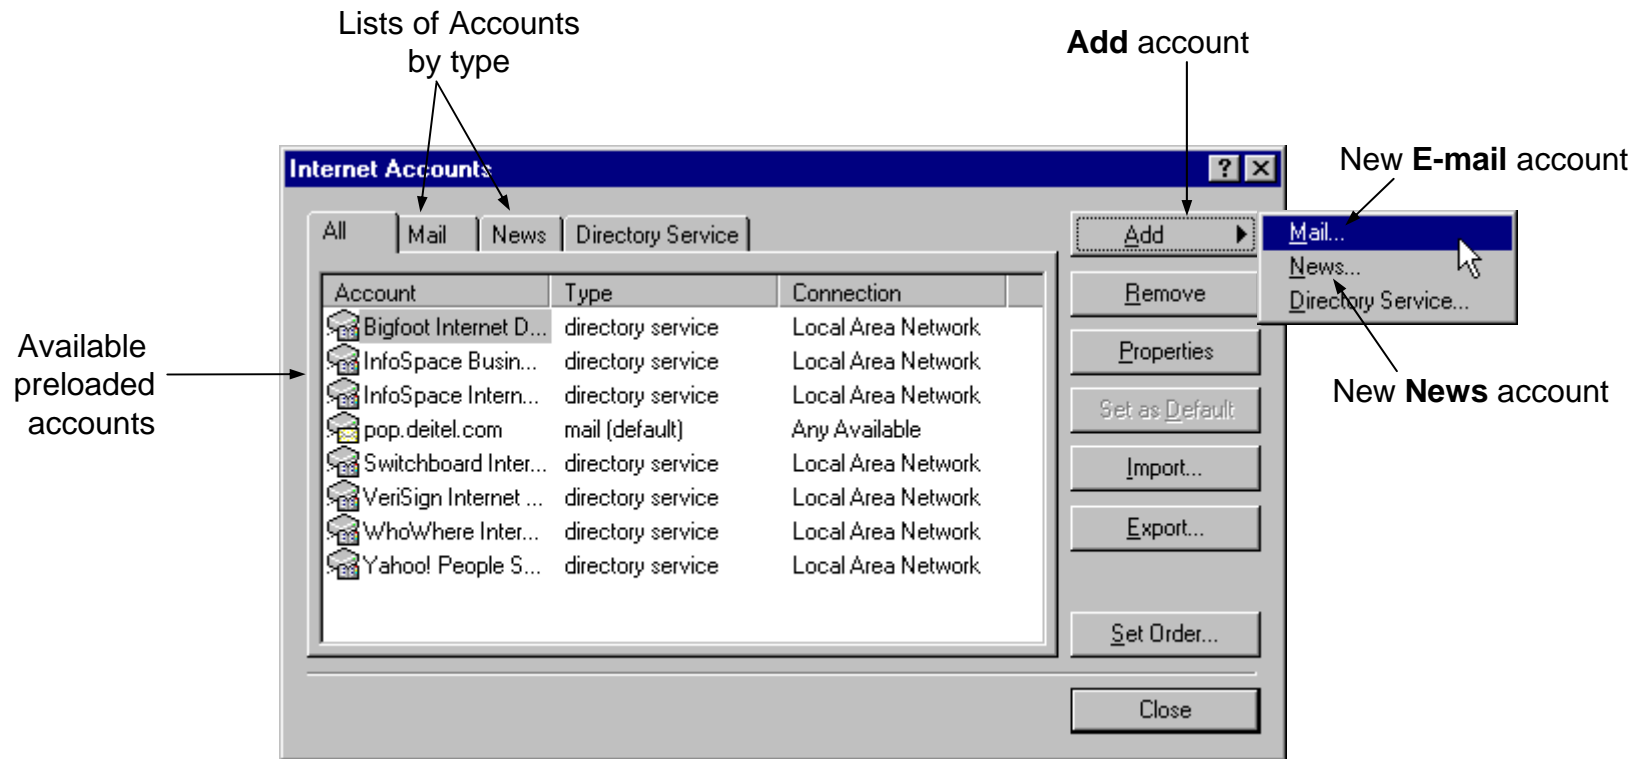 Lists of Accounts
by type
Add account
Internet Accounts
New E-mail account
All Mail News Directory Service
Add
Mail...
News...
Directory Service...
Account Type Connection
Remove
Bigfoot Internet D... directory service Local Area Network
InfoSpace Busin... directory service Local Area Network
Properties
InfoSpace Intern... directory service Local Area Network
Set as Default
pop.deitel.com mail (default) Any Available
Switchboard Inter... directory service Local Area Network
Import...
VeriSign Internet ... directory service Local Area Network
WhoWhere Inter... directory service Local Area Network
Export...
Yahoo! People S... directory service Local Area Network
Set Order...
Close
Available
preloaded
accounts
New News account